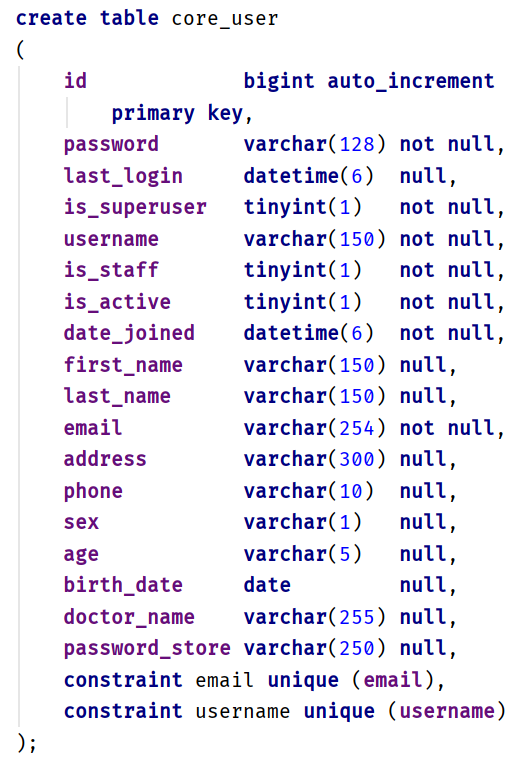 create table core_user
(
    id             bigint auto_increment
        primary key,
    password       varchar(128) not null,
    last_login     datetime(6)  null,
    is_superuser   tinyint(1)   not null,
    username       varchar(150) not null,
    is_staff       tinyint(1)   not null,
    is_active      tinyint(1)   not null,
    date_joined    datetime(6)  not null,
    first_name     varchar(150) null,
    last_name      varchar(150) null,
    email          varchar(254) not null,
    address        varchar(300) null,
    phone          varchar(10)  null,
    sex            varchar(1)   null,
    age            varchar(5)   null,
    birth_date     date         null,
    doctor_name    varchar(255) null,
    password_store varchar(250) null,
    constraint email unique (email),
    constraint username unique (username)
);